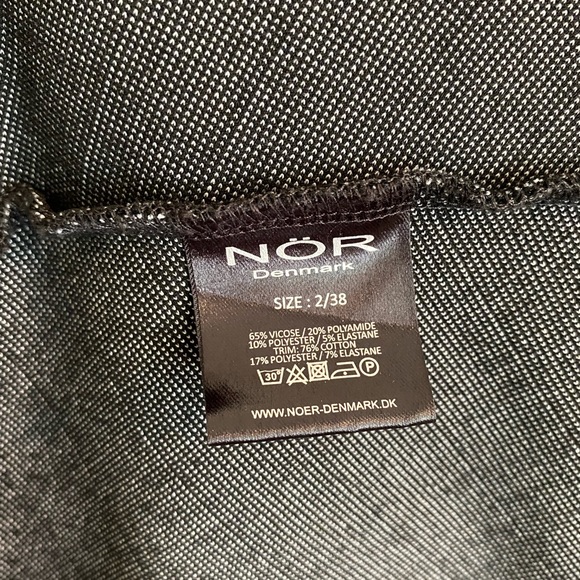 NÖR
Denmark
SIZE : 2/38
65% VICOSE / 20% POLYAMIDE
10% POLYESTER / 5% ELASTANE
TRIM: 76% COTTON
17% POLYESTER / 7% ELASTANE
30° P
WWW.NOER-DENMARK.DK